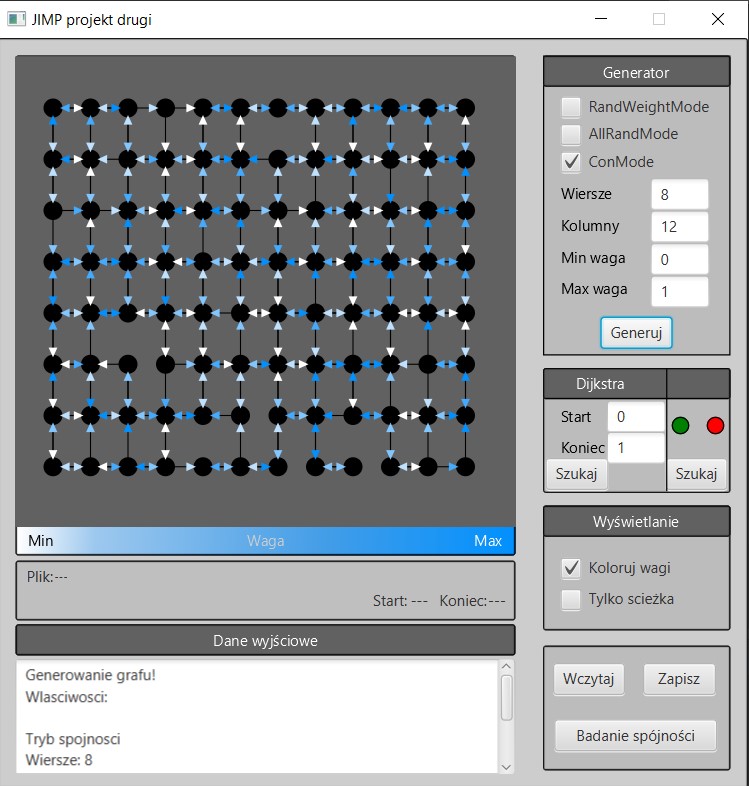 JIMP projekt drugi
Generator
RandWeightMode
AllRandMode
ConMode
Wiersze 8
Kolumny 12
Min waga 0
Max waga 1
Generuj
Dijkstra
Start 0
Koniec 1
Szukaj Szukaj
Min Waga Max
Plik:---
Start: --- Koniec:---
Wyświetlanie
Koloruj wagi
Tylko scieżka
Dane wyjściowe
Generowanie grafu!
Wlasciwosci:
Tryb spojnosci
Wiersze: 8
Wczytaj Zapisz
Badanie spójności